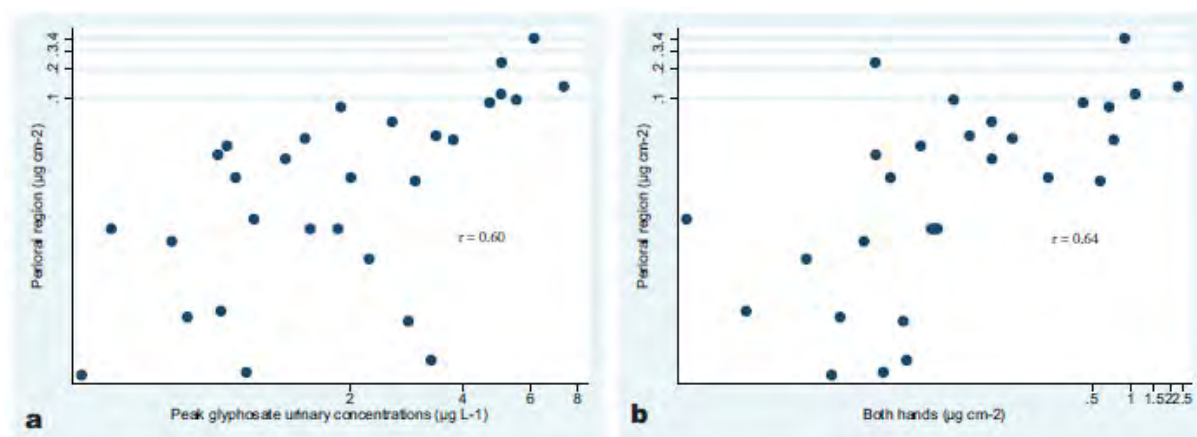 .3.4
.2
.1
Perioral region (µg cm-2)
r = 0.60
2 4 6 8
Peak glyphosate urinary concentrations (µg L-1)
a
.3.4
.2
.1
Perioral region (µg cm-2)
r = 0.64
.5 1 1.522.5
Both hands (µg cm-2)
b